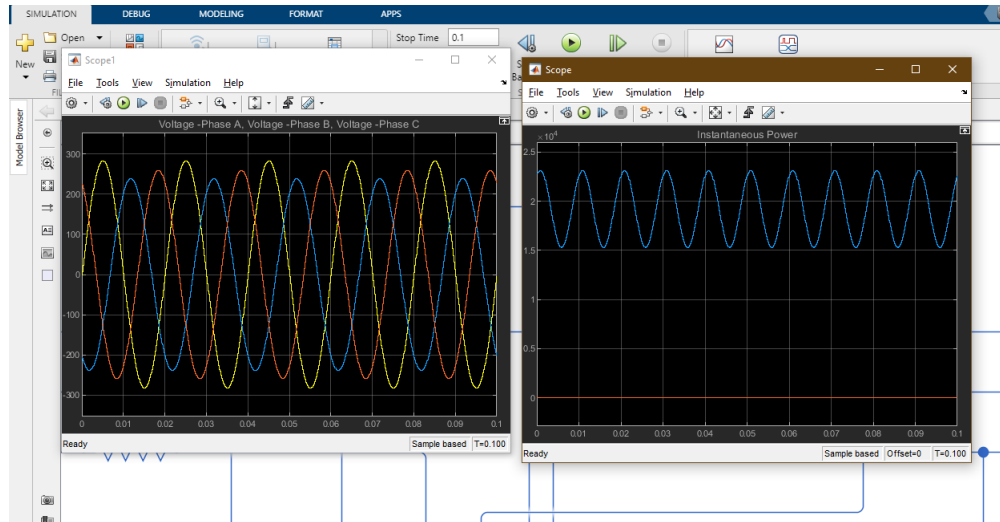 SIMULATION DEBUG MODELING FORMAT APPS
Open
Stop Time 0.1
New
Model Browser
Scope1
File Tools View Simulation Help
Voltage -Phase A, Voltage -Phase B, Voltage -Phase C
300
200
100
0
-100
-200
-300
0 0.01 0.02 0.03 0.04 0.05 0.06 0.07 0.08 0.09 0.1
Ready Sample based T=0.100
Scope
File Tools View Simulation Help
×10⁴ Instantaneous Power
2.5
2
1.5
1
0.5
0
0 0.01 0.02 0.03 0.04 0.05 0.06 0.07 0.08 0.09 0.1
Ready Sample based Offset=0 T=0.100